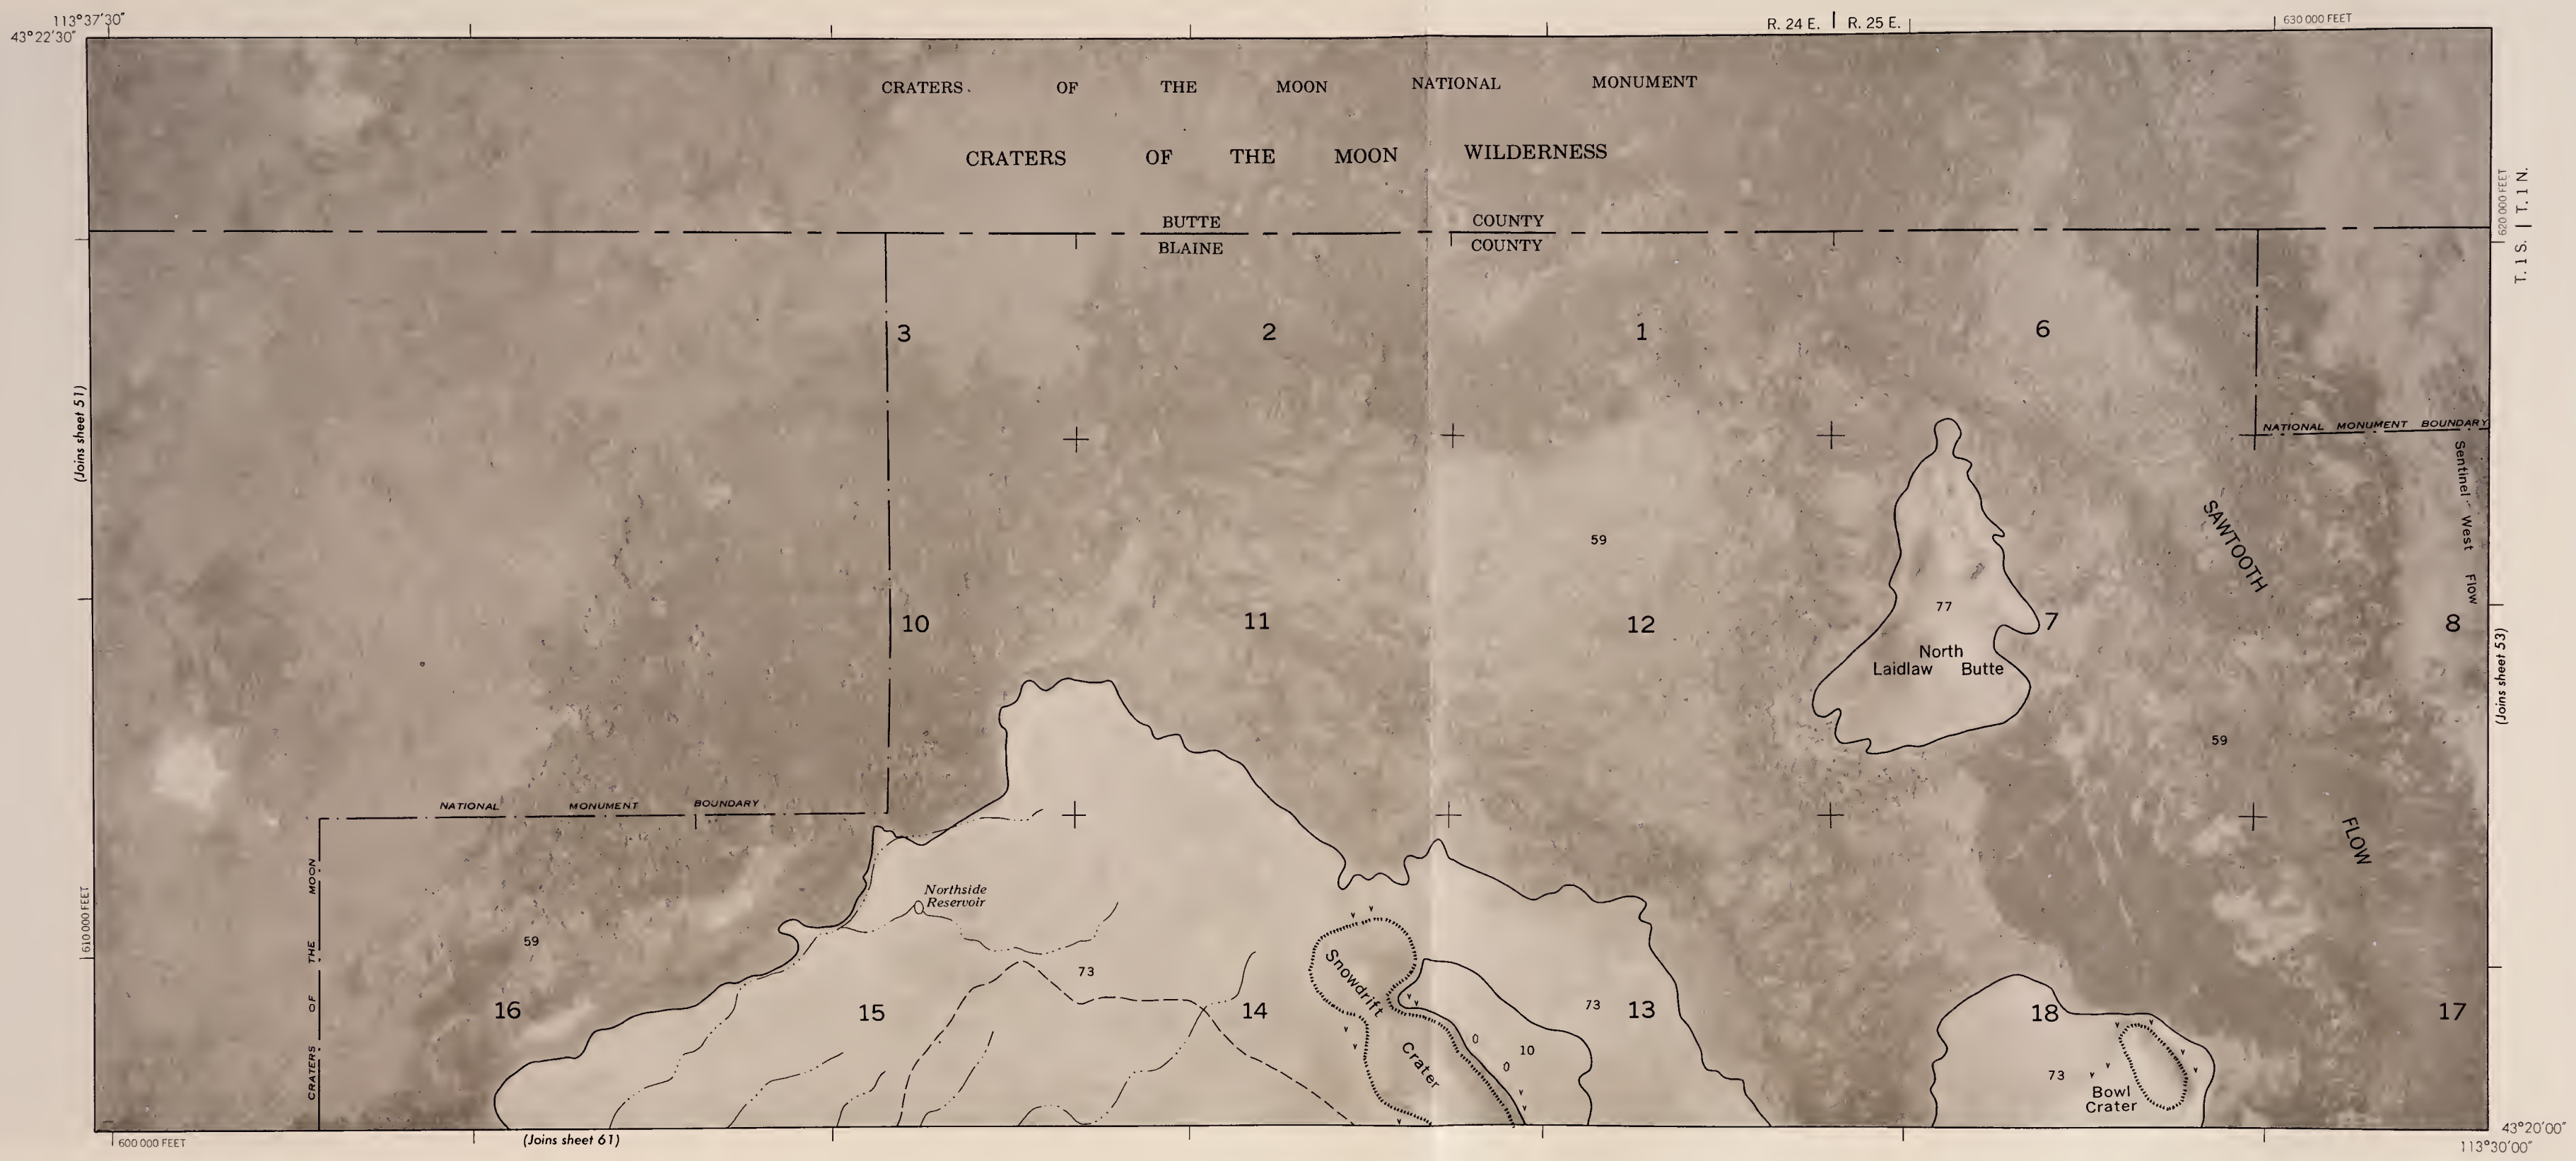 113°37'30"
R. 24 E. | R. 25 E.
630 000 FEET
43°22'30"
CRATERS OF THE MOON NATIONAL MONUMENT
CRATERS OF THE MOON WILDERNESS
620 000 FEET
T. 1 S. | T. 1 N.
BUTTE COUNTY
BLAINE COUNTY
3
2
1
6
(Joins sheet 51)
NATIONAL MONUMENT BOUNDARY
Sentinel West Flow
SAWTOOTH
59
77
10
11
12
7
8
North
Laidlaw Butte
(Joins sheet 53)
59
NATIONAL MONUMENT BOUNDARY
FLOW
CRATERS OF THE MOON
610 000 FEET
Northside
Reservoir
59
73
Snowdrift
Crater
73
16
15
14
13
18
17
10
73
Bowl
Crater
600 000 FEET
(Joins sheet 61)
43°20'00"
113°30'00"